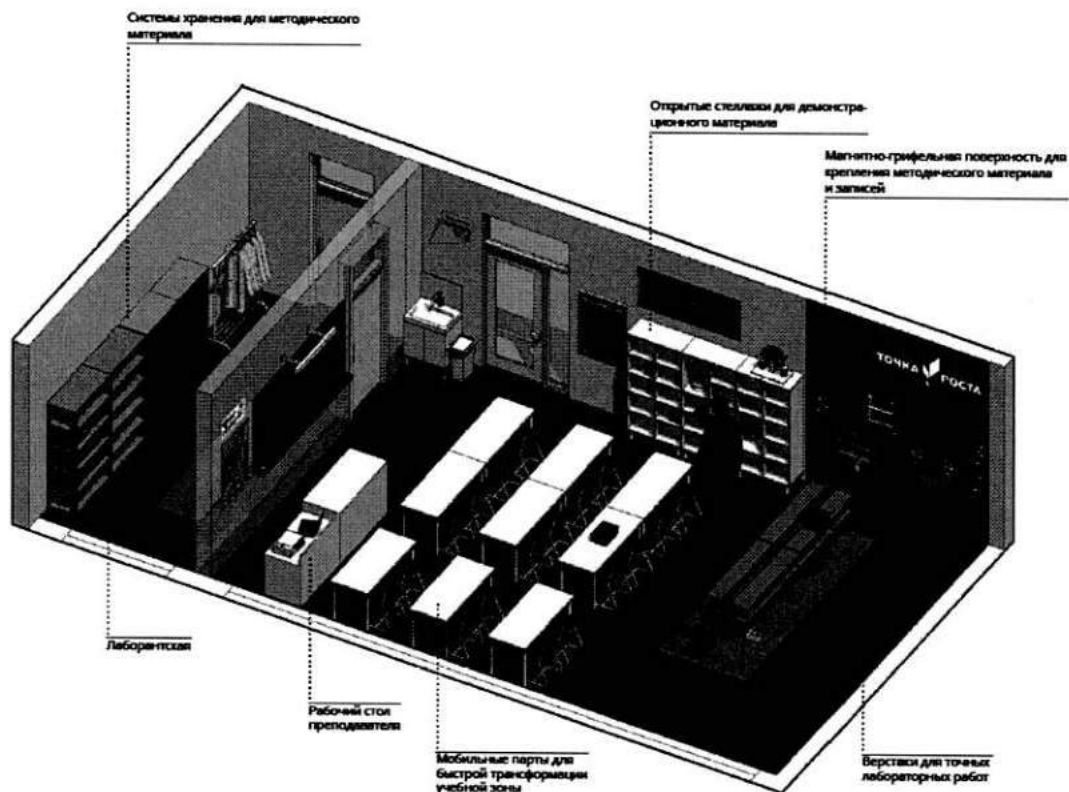 Системы хранения для методического
материала
Открытые стеллажи для демонстра-
ционного материала
Магнитно-грифельная поверхность для
крепления методического материала
и записей
ТОЧКА РОСТА
Лаборантская
Рабочий стол
преподавателя
Мобильные парты для
быстрой трансформации
учебной зоны
Верстаки для точных
лабораторных работ